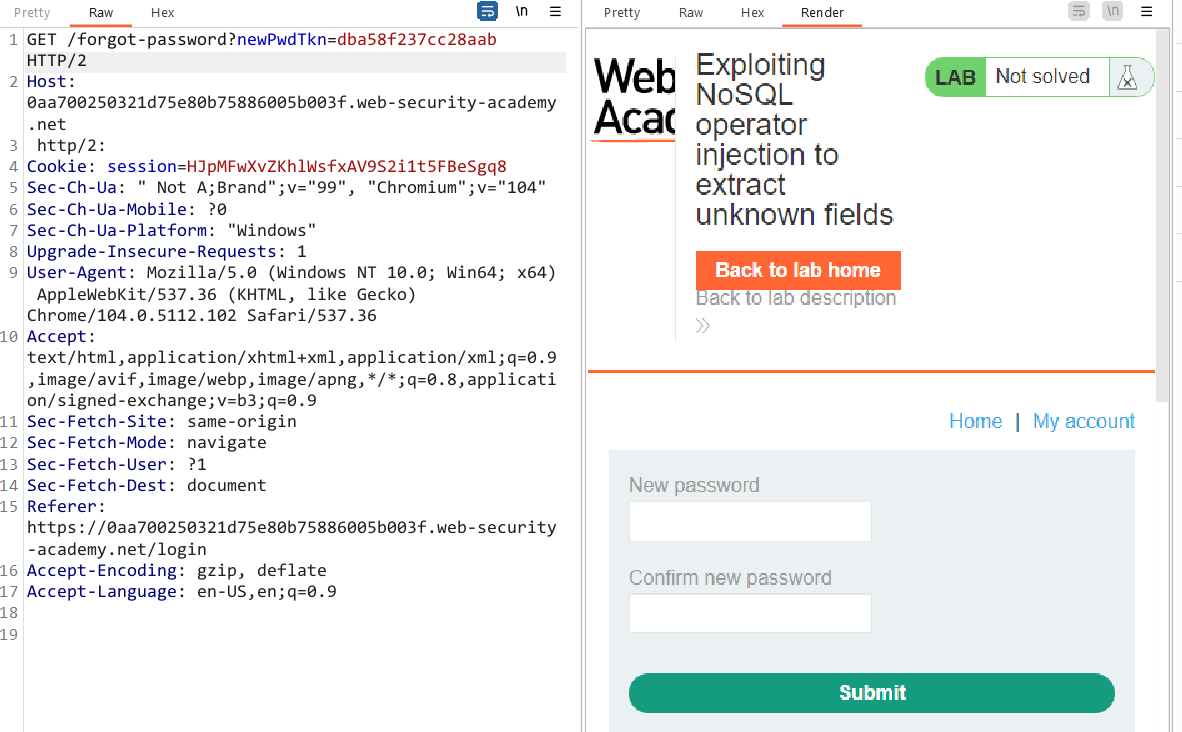 Pretty Raw Hex \n
1 GET /forgot-password?newPwdTkn=dba58f237cc28aab
HTTP/2
2 Host:
0aa700250321d75e80b75886005b003f.web-security-academy
.net
3 http/2:
4 Cookie: session=HJpMFwXvZKhlWsfxAV9S2i1t5FBeSgq8
5 Sec-Ch-Ua: " Not A;Brand";v="99", "Chromium";v="104"
6 Sec-Ch-Ua-Mobile: ?0
7 Sec-Ch-Ua-Platform: "Windows"
8 Upgrade-Insecure-Requests: 1
9 User-Agent: Mozilla/5.0 (Windows NT 10.0; Win64; x64)
AppleWebKit/537.36 (KHTML, like Gecko)
Chrome/104.0.5112.102 Safari/537.36
10 Accept:
text/html,application/xhtml+xml,application/xml;q=0.9
,image/avif,image/webp,image/apng,*/*;q=0.8,applicati
on/signed-exchange;v=b3;q=0.9
11 Sec-Fetch-Site: same-origin
12 Sec-Fetch-Mode: navigate
13 Sec-Fetch-User: ?1
14 Sec-Fetch-Dest: document
15 Referer:
https://0aa700250321d75e80b75886005b003f.web-security
-academy.net/login
16 Accept-Encoding: gzip, deflate
17 Accept-Language: en-US,en;q=0.9
18
19
Pretty Raw Hex Render \n
Web
Acad
Exploiting
NoSQL
operator
injection to
extract
unknown fields
LAB Not solved
Back to lab home
Back to lab description
Home | My account
New password
Confirm new password
Submit